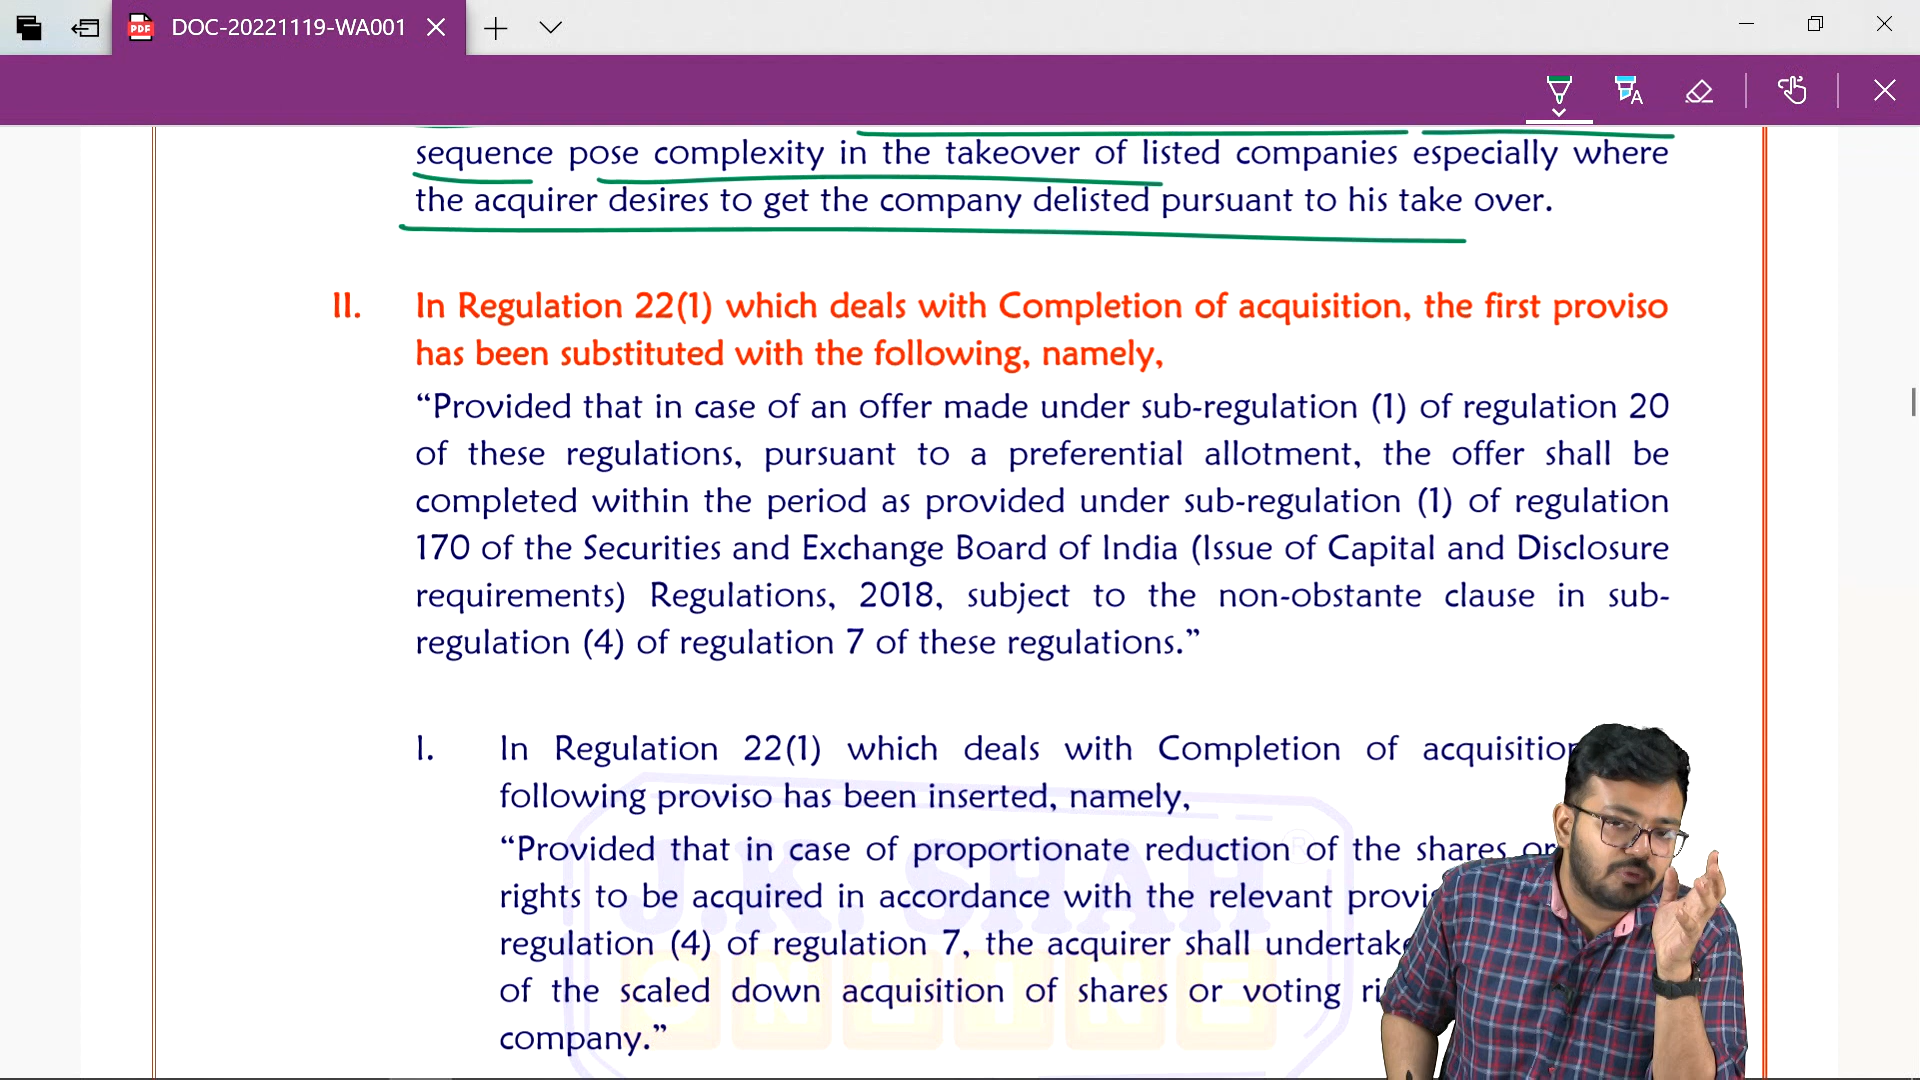 DOC-20221119-WA001
sequence pose complexity in the takeover of listed companies especially where
the acquirer desires to get the company delisted pursuant to his take over.
II. In Regulation 22(1) which deals with Completion of acquisition, the first proviso
has been substituted with the following, namely,
“Provided that in case of an offer made under sub-regulation (1) of regulation 20
of these regulations, pursuant to a preferential allotment, the offer shall be
completed within the period as provided under sub-regulation (1) of regulation
170 of the Securities and Exchange Board of India (Issue of Capital and Disclosure
requirements) Regulations, 2018, subject to the non-obstante clause in sub-
regulation (4) of regulation 7 of these regulations.”
I. In Regulation 22(1) which deals with Completion of
following proviso has been inserted, namely,
“Provided that in case of proportionate reduction of the shares or
rights to be acquired in accordance with the relevant
regulation (4) of regulation 7, the acquirer shall
of the scaled down acquisition of shares or voting
company.”
J.K. SHAH
ONLINE